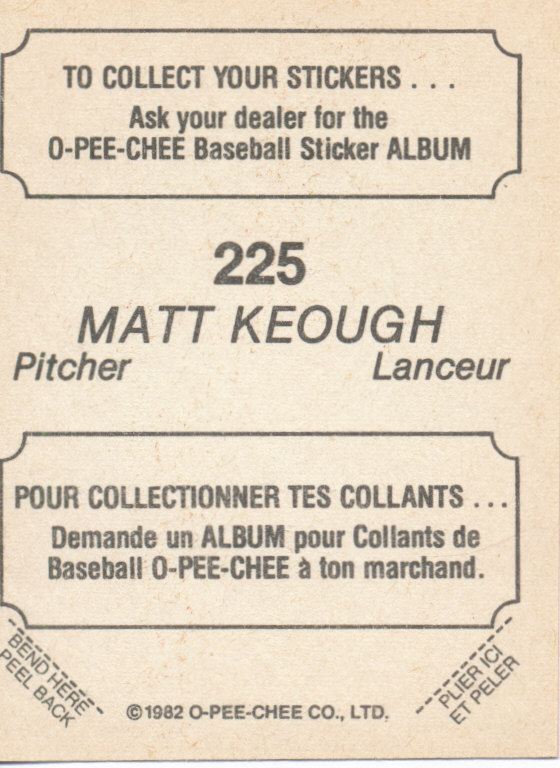 TO COLLECT YOUR STICKERS . . .
Ask your dealer for the
O-PEE-CHEE Baseball Sticker ALBUM
225
MATT KEOUGH
Pitcher Lanceur
POUR COLLECTIONNER TES COLLANTS . . .
Demande un ALBUM pour Collants de
Baseball O-PEE-CHEE à ton marchand.
BEND HERE
PEEL BACK
©1982 O-PEE-CHEE CO., LTD.
PLIER ICI
ET PELER